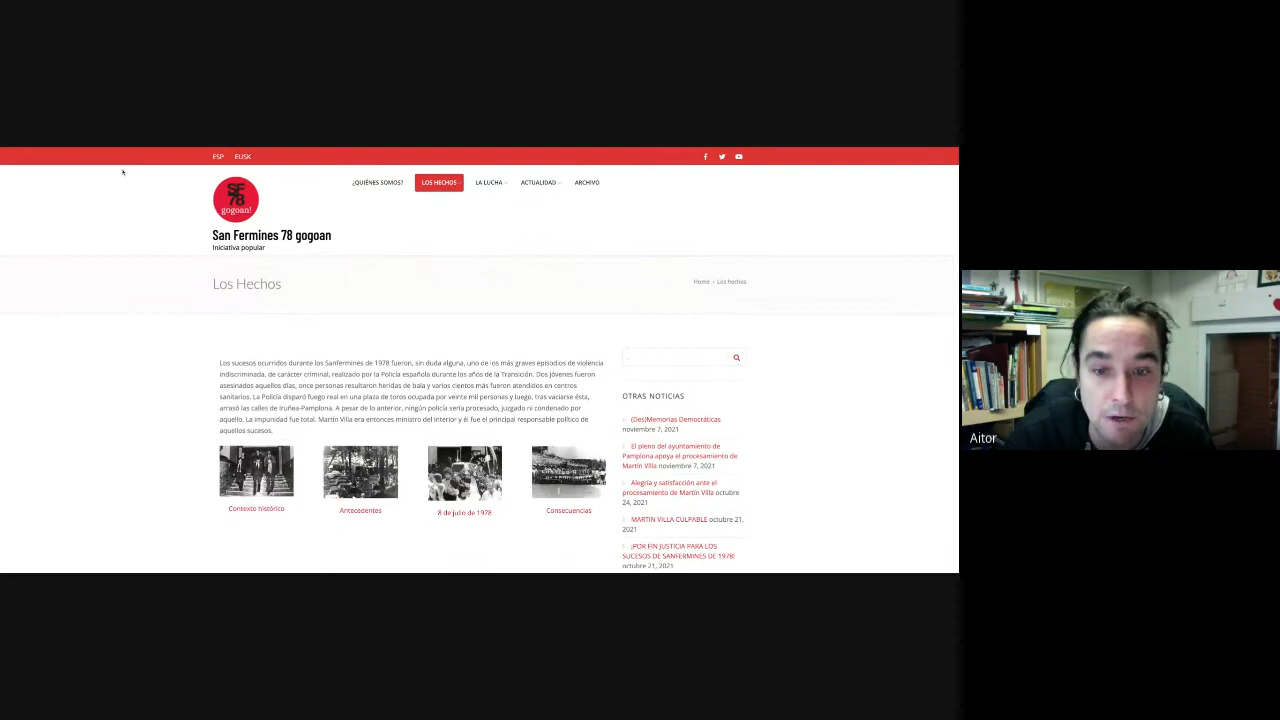 ESP EUSK
¿QUIÉNES SOMOS? LOS HECHOS LA LUCHA ACTUALIDAD ARCHIVO
SF
78
gogoan!
San Fermines 78 gogoan
Iniciativa popular
Los Hechos
Home › Los hechos
Los sucesos ocurridos durante los Sanfermines de 1978 fueron, sin duda alguna, uno de los más graves episodios de violencia
indiscriminada, de carácter criminal, realizado por la Policía española durante los años de la Transición. Dos jóvenes fueron
asesinados aquellos días, once personas resultaron heridas de bala y varios cientos más fueron atendidos en centros
sanitarios. La Policía disparó fuego real en una plaza de toros ocupada por veinte mil personas y luego, tras vaciarse ésta,
arrasó las calles de Iruñea-Pamplona. A pesar de lo anterior, ningún policía sería procesado, juzgado ni condenado por
aquello. La impunidad fue total. Martín Villa era entonces ministro del Interior y él fue el principal responsable político de
aquellos sucesos.
Contexto histórico
Antecedentes
8 de julio de 1978
Consecuencias
OTRAS NOTICIAS
(Des)Memorias Democráticas
noviembre 7, 2021
El pleno del ayuntamiento de
Pamplona apoya el procesamiento de
Martín Villa noviembre 7, 2021
Alegría y satisfacción ante el
procesamiento de Martín Villa octubre
24, 2021
MARTIN VILLA CULPABLE octubre 21,
2021
¡POR FIN JUSTICIA PARA LOS
SUCESOS DE SANFERMINES DE 1978!
octubre 21, 2021
Aitor